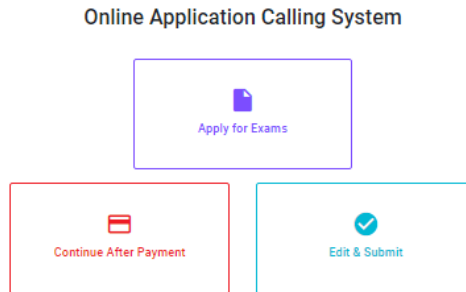 Online Application Calling System
Apply for Exams
Continue After Payment
Edit & Submit